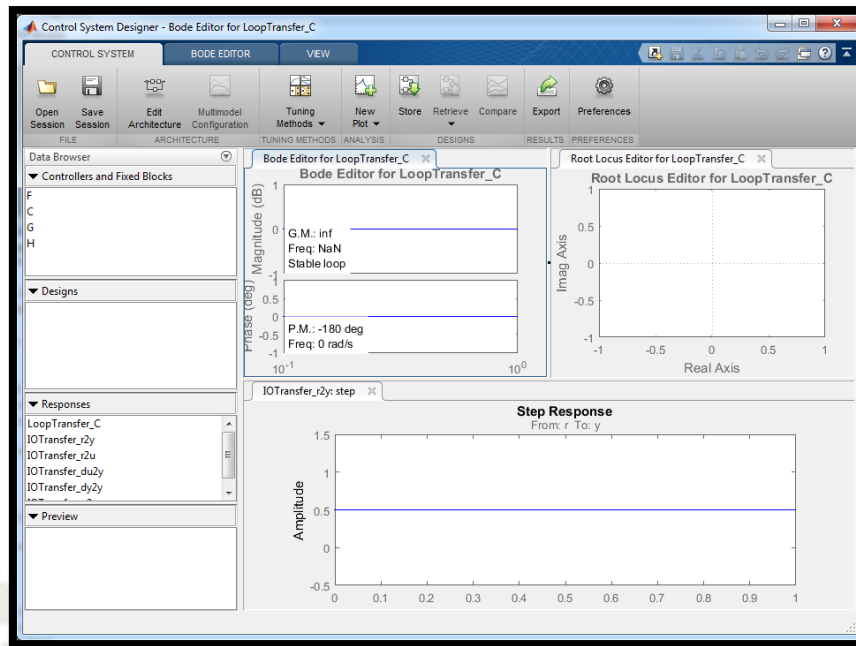 Control System Designer - Bode Editor for LoopTransfer_C
CONTROL SYSTEM BODE EDITOR VIEW
Open Session
Save Session
Edit Architecture
Multimodel Configuration
Tuning Methods
New Plot
Store
Retrieve
Compare
Export
Preferences
FILE ARCHITECTURE TUNING METHODS ANALYSIS DESIGNS RESULTS PREFERENCES
Data Browser
Controllers and Fixed Blocks
F
C
G
H
Designs
Responses
LoopTransfer_C
IOTransfer_r2y
IOTransfer_r2u
IOTransfer_du2y
IOTransfer_dy2y
Preview
Bode Editor for LoopTransfer_C
Bode Editor for LoopTransfer_C
Magnitude (dB)
1
0
-1
G.M.: inf
Freq: NaN
Stable loop
Phase (deg)
1
0.5
0
-0.5
-1
P.M.: -180 deg
Freq: 0 rad/s
10^-1 10^0
Root Locus Editor for LoopTransfer_C
Root Locus Editor for LoopTransfer_C
Imag Axis
1
0.5
0
-0.5
-1
-1 -0.5 0 0.5 1
Real Axis
IOTransfer_r2y: step
Step Response
From: r To: y
Amplitude
1.5
1
0.5
0
-0.5
0 0.1 0.2 0.3 0.4 0.5 0.6 0.7 0.8 0.9 1